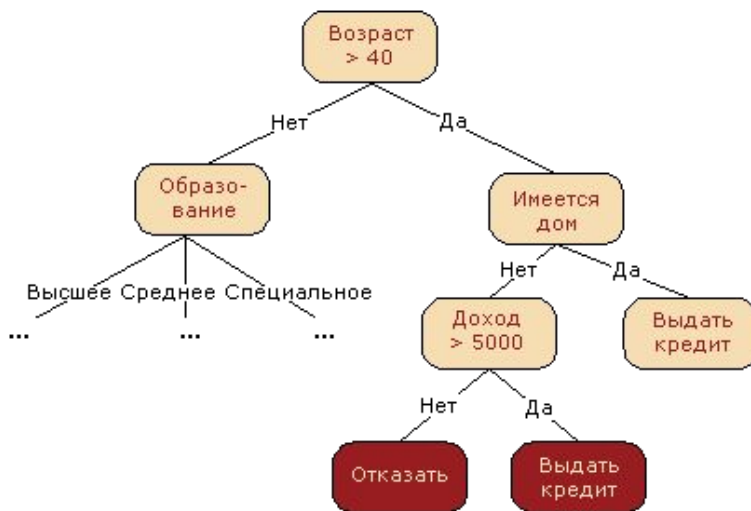 Возраст
> 40
Нет
Да
Образо-
вание
Имеется
дом
Высшее Среднее Специальное
... ... ...
Нет
Да
Доход
> 5000
Выдать
кредит
Нет
Да
Отказать
Выдать
кредит